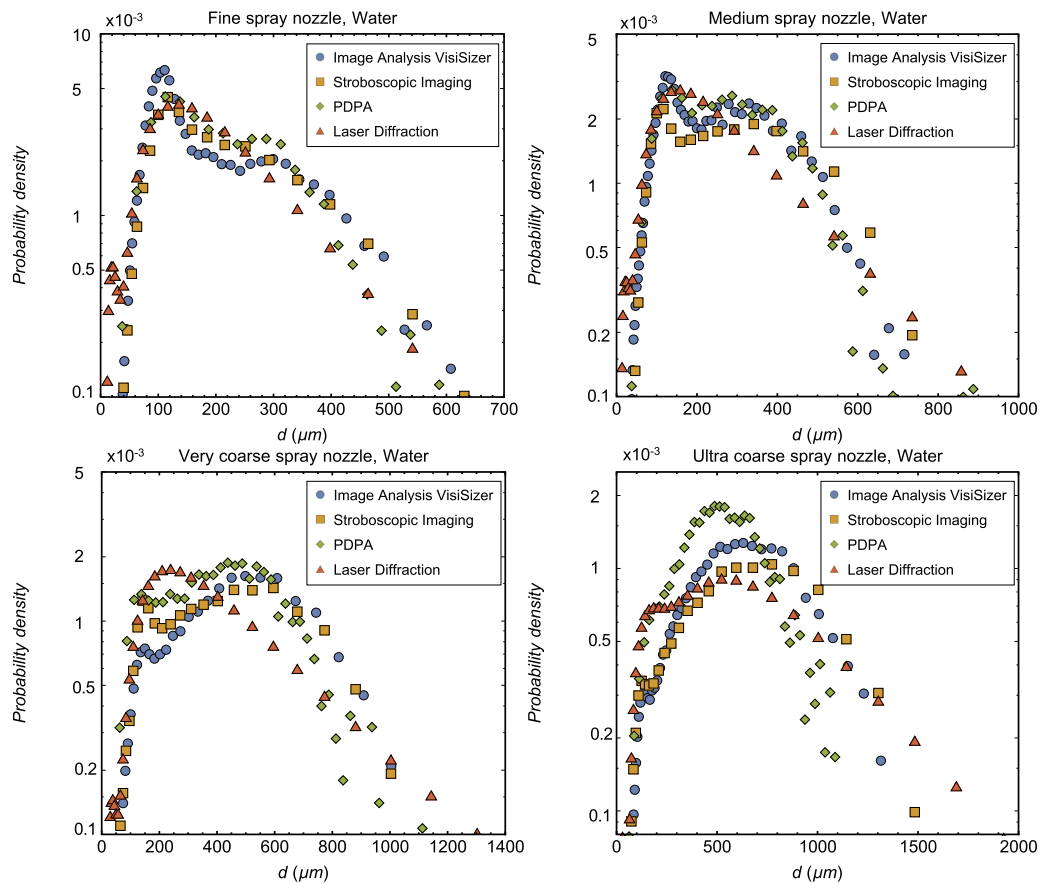 Fine spray nozzle, Water
x10-3
10
5
1
0.5
0.1
Probability density
Image Analysis VisiSizer
Stroboscopic Imaging
PDPA
Laser Diffraction
0 100 200 300 400 500 600 700
d (µm)
Medium spray nozzle, Water
x10-3
5
2
1
0.5
0.2
0.1
Probability density
Image Analysis VisiSizer
Stroboscopic Imaging
PDPA
Laser Diffraction
0 200 400 600 800 1000
d (µm)
Very coarse spray nozzle, Water
x10-3
5
2
1
0.5
0.2
0.1
Probability density
Image Analysis VisiSizer
Stroboscopic Imaging
PDPA
Laser Diffraction
0 200 400 600 800 1000 1200 1400
d (µm)
Ultra coarse spray nozzle, Water
x10-3
2
1
0.5
0.2
0.1
Probability density
Image Analysis VisiSizer
Stroboscopic Imaging
PDPA
Laser Diffraction
0 500 1000 1500 2000
d (µm)